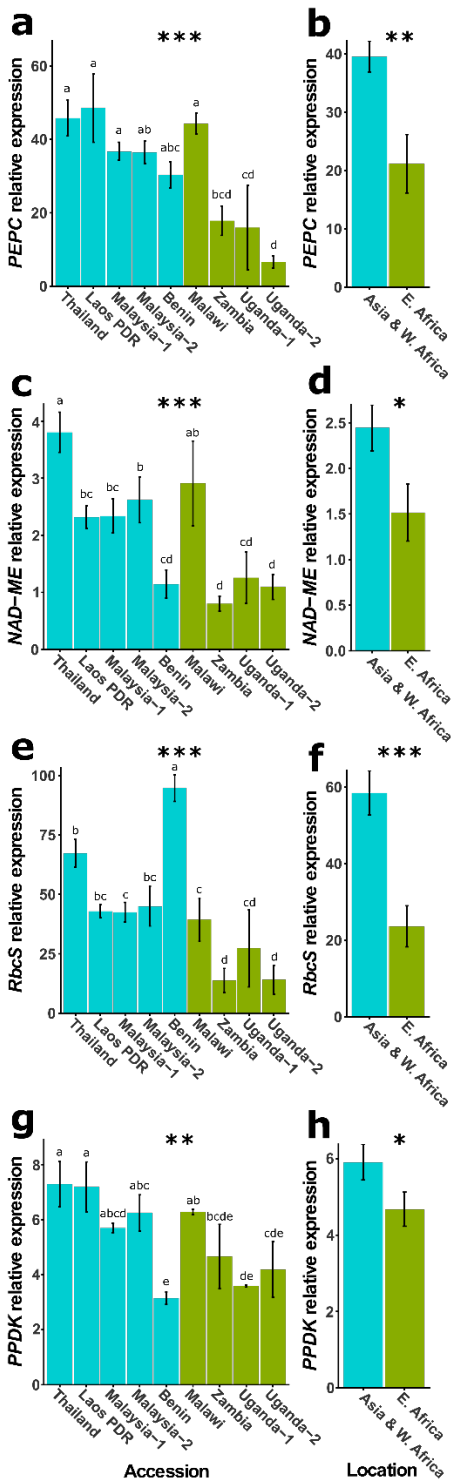 a
***
PEPC relative expression
60
40
20
0
a
a
a
ab
abc
a
bcd
cd
d
Thailand
Laos PDR
Malaysia−1
Malaysia−2
Benin
Malawi
Zambia
Uganda−1
Uganda−2
b
**
PEPC relative expression
40
30
20
10
0
Asia & W. Africa
E. Africa
c
***
NAD−ME relative expression
4
3
2
1
0
a
bc
bc
b
cd
ab
d
cd
d
Thailand
Laos PDR
Malaysia−1
Malaysia−2
Benin
Malawi
Zambia
Uganda−1
Uganda−2
d
*
NAD−ME relative expression
2.5
2.0
1.5
1.0
0.5
0.0
Asia & W. Africa
E. Africa
e
***
RbcS relative expression
100
75
50
25
0
b
bc
c
bc
a
c
d
cd
d
Thailand
Laos PDR
Malaysia−1
Malaysia−2
Benin
Malawi
Zambia
Uganda−1
Uganda−2
f
***
RbcS relative expression
60
40
20
0
Asia & W. Africa
E. Africa
g
**
PPDK relative expression
8
6
4
2
0
a
a
abcd
abc
e
ab
bcde
de
cde
Thailand
Laos PDR
Malaysia−1
Malaysia−2
Benin
Malawi
Zambia
Uganda−1
Uganda−2
Accession
h
*
PPDK relative expression
6
4
2
0
Asia & W. Africa
E. Africa
Location